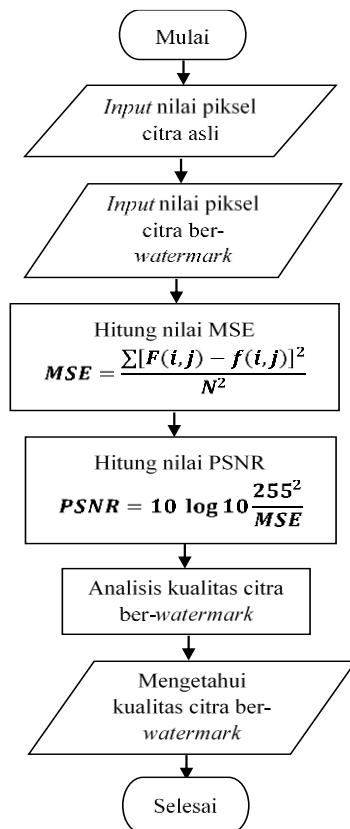 Mulai
Input nilai piksel
citra asli
Input nilai piksel
citra ber-
watermark
Hitung nilai MSE
MSE = ∑[F(i,j) − f(i,j)]² / N²
Hitung nilai PSNR
PSNR = 10 log 10 255² / MSE
Analisis kualitas citra
ber-watermark
Mengetahui
kualitas citra ber-
watermark
Selesai